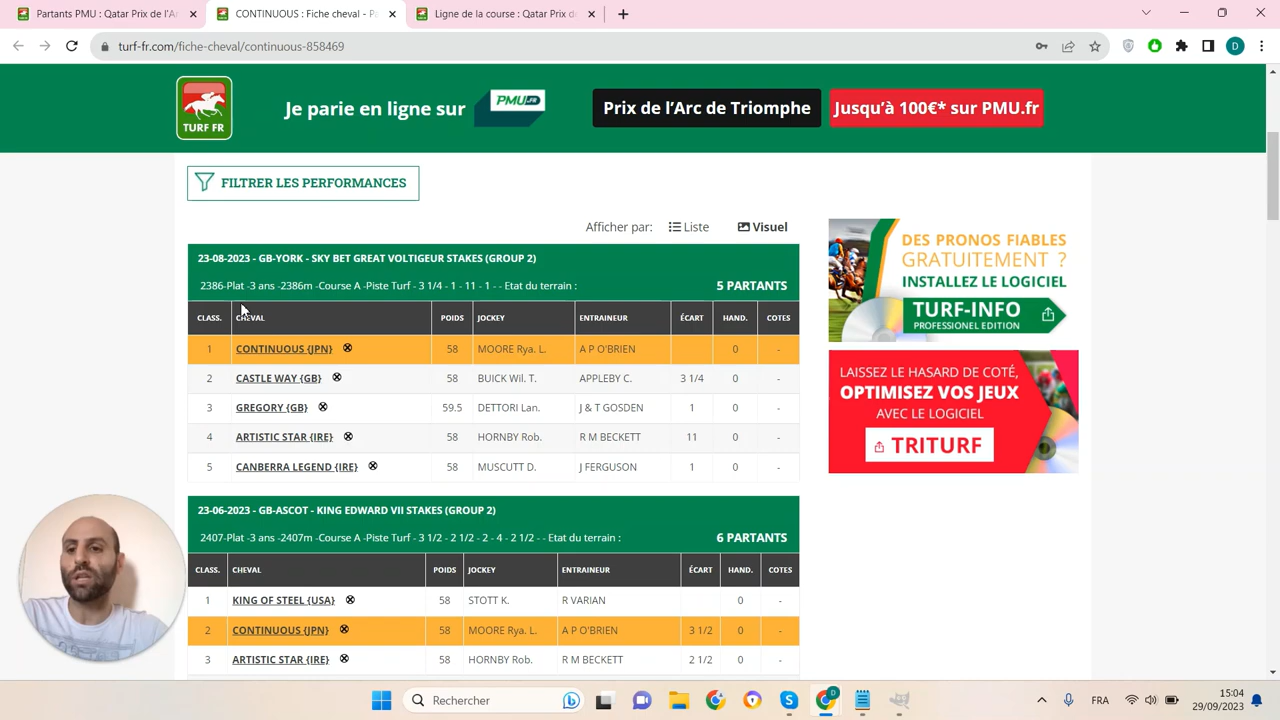 Partants PMU : Qatar Prix de l'A
CONTINUOUS : Fiche cheval - Pa
Ligne de la course : Qatar Prix de
turf-fr.com/fiche-cheval/continuous-858469
D
TURF FR
Je parie en ligne sur
PMU.FR
Prix de l'Arc de Triomphe
Jusqu'à 100€* sur PMU.fr
FILTRER LES PERFORMANCES
Afficher par: Liste Visuel
23-08-2023 - GB-YORK - SKY BET GREAT VOLTIGEUR STAKES (GROUP 2)
2386-Plat -3 ans -2386m -Course A -Piste Turf - 3 1/4 - 1 - 11 - 1 - - Etat du terrain :
5 PARTANTS
CLASS. CHEVAL POIDS JOCKEY ENTRAINEUR ÉCART HAND. COTES
1 CONTINUOUS {JPN} 58 MOORE Rya. L. A P O'BRIEN 0 -
2 CASTLE WAY {GB} 58 BUICK Wil. T. APPLEBY C. 3 1/4 0 -
3 GREGORY {GB} 59.5 DETTORI Lan. J & T GOSDEN 1 0 -
4 ARTISTIC STAR {IRE} 58 HORNBY Rob. R M BECKETT 11 0 -
5 CANBERRA LEGEND {IRE} 58 MUSCUTT D. J FERGUSON 1 0 -
23-06-2023 - GB-ASCOT - KING EDWARD VII STAKES (GROUP 2)
2407-Plat -3 ans -2407m -Course A -Piste Turf - 3 1/2 - 2 1/2 - 2 - 4 - 2 1/2 - - Etat du terrain :
6 PARTANTS
CLASS. CHEVAL POIDS JOCKEY ENTRAINEUR ÉCART HAND. COTES
1 KING OF STEEL {USA} 58 STOTT K. R VARIAN 0 -
2 CONTINUOUS {JPN} 58 MOORE Rya. L. A P O'BRIEN 3 1/2 0 -
3 ARTISTIC STAR {IRE} 58 HORNBY Rob. R M BECKETT 2 1/2 0 -
DES PRONOS FIABLES
GRATUITEMENT ?
INSTALLEZ LE LOGICIEL
TURF-INFO
PROFESSIONEL EDITION
LAISSEZ LE HASARD DE COTÉ,
OPTIMISEZ VOS JEUX
AVEC LE LOGICIEL
TRITURF
Rechercher
D
FRA
15:04
29/09/2023